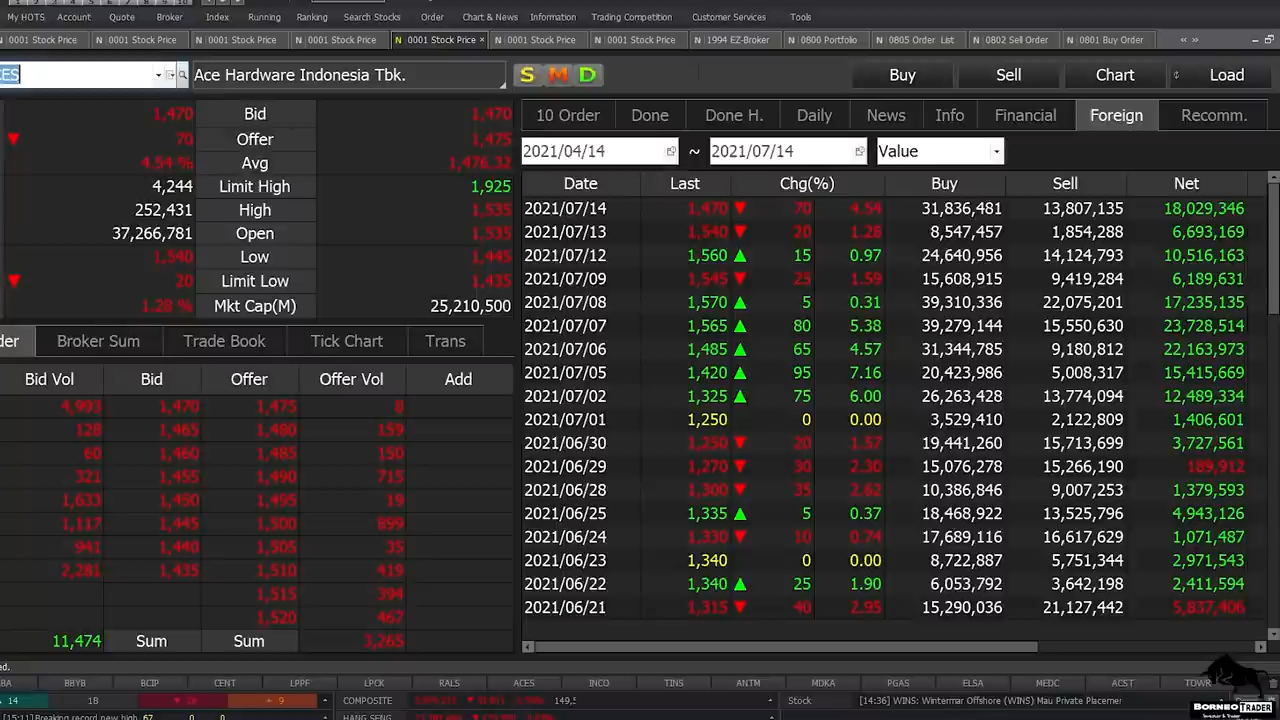 My HOTS Account Quote Broker Index Running Ranking Search Stocks Order Chart & News Information Trading Competition Customer Services Tools
N 0001 Stock Price N 0001 Stock Price N 0001 Stock Price N 0001 Stock Price N 0001 Stock Price × N 0001 Stock Price N 0001 Stock Price N 1994 EZ-Broker N 0800 Portfolio N 0805 Order List N 0802 Sell Order N 0801 Buy Order
CES Ace Hardware Indonesia Tbk. S M D Buy Sell Chart Load
1,470 Bid 1,470
▼ 70 Offer 1,475
4.54 % Avg 1,476.32
4,244 Limit High 1,925
252,431 High 1,535
37,266,781 Open 1,535
1,540 Low 1,445
▼ 20 Limit Low 1,435
1.28 % Mkt Cap(M) 25,210,500
der Broker Sum Trade Book Tick Chart Trans
Bid Vol Bid Offer Offer Vol Add
4,993 1,470 1,475 8
128 1,465 1,480 159
60 1,460 1,485 150
321 1,455 1,490 715
1,633 1,450 1,495 19
1,117 1,445 1,500 899
941 1,440 1,505 35
2,281 1,435 1,510 419
1,515 394
1,520 467
11,474 Sum Sum 3,265
10 Order Done Done H. Daily News Info Financial Foreign Recomm.
2021/04/14 ~ 2021/07/14 Value
Date Last Chg(%) Buy Sell Net
2021/07/14 1,470 ▼ 70 4.54 31,836,481 13,807,135 18,029,346
2021/07/13 1,540 ▼ 20 1.28 8,547,457 1,854,288 6,693,169
2021/07/12 1,560 ▲ 15 0.97 24,640,956 14,124,793 10,516,163
2021/07/09 1,545 ▼ 25 1.59 15,608,915 9,419,284 6,189,631
2021/07/08 1,570 ▲ 5 0.31 39,310,336 22,075,201 17,235,135
2021/07/07 1,565 ▲ 80 5.38 39,279,144 15,550,630 23,728,514
2021/07/06 1,485 ▲ 65 4.57 31,344,785 9,180,812 22,163,973
2021/07/05 1,420 ▲ 95 7.16 20,423,986 5,008,317 15,415,669
2021/07/02 1,325 ▲ 75 6.00 26,263,428 13,774,094 12,489,334
2021/07/01 1,250 0 0.00 3,529,410 2,122,809 1,406,601
2021/06/30 1,250 ▼ 20 1.57 19,441,260 15,713,699 3,727,561
2021/06/29 1,270 ▼ 30 2.30 15,076,278 15,266,190 189,912
2021/06/28 1,300 ▼ 35 2.62 10,386,846 9,007,253 1,379,593
2021/06/25 1,335 ▲ 5 0.37 18,468,922 13,525,796 4,943,126
2021/06/24 1,330 ▼ 10 0.74 17,689,116 16,617,629 1,071,487
2021/06/23 1,340 0 0.00 8,722,887 5,751,344 2,971,543
2021/06/22 1,340 ▲ 25 1.90 6,053,792 3,642,198 2,411,594
2021/06/21 1,315 ▼ 40 2.95 15,290,036 21,127,442 5,837,406
ed.
BA BBYB BCIP CENT LPPF LPCK RALS ACES INCO TINS ANTM MDKA PGAS ELSA MEDC ACST TOW
14 18 ▲ 9 COMPOSITE 149,5 Stock [14:36] WINS: Wintermar Offshore (WINS) Mau Private Placemer
[15:11] Breaking record new high 67 0 0 HANG SENG
BORNEO TRADER